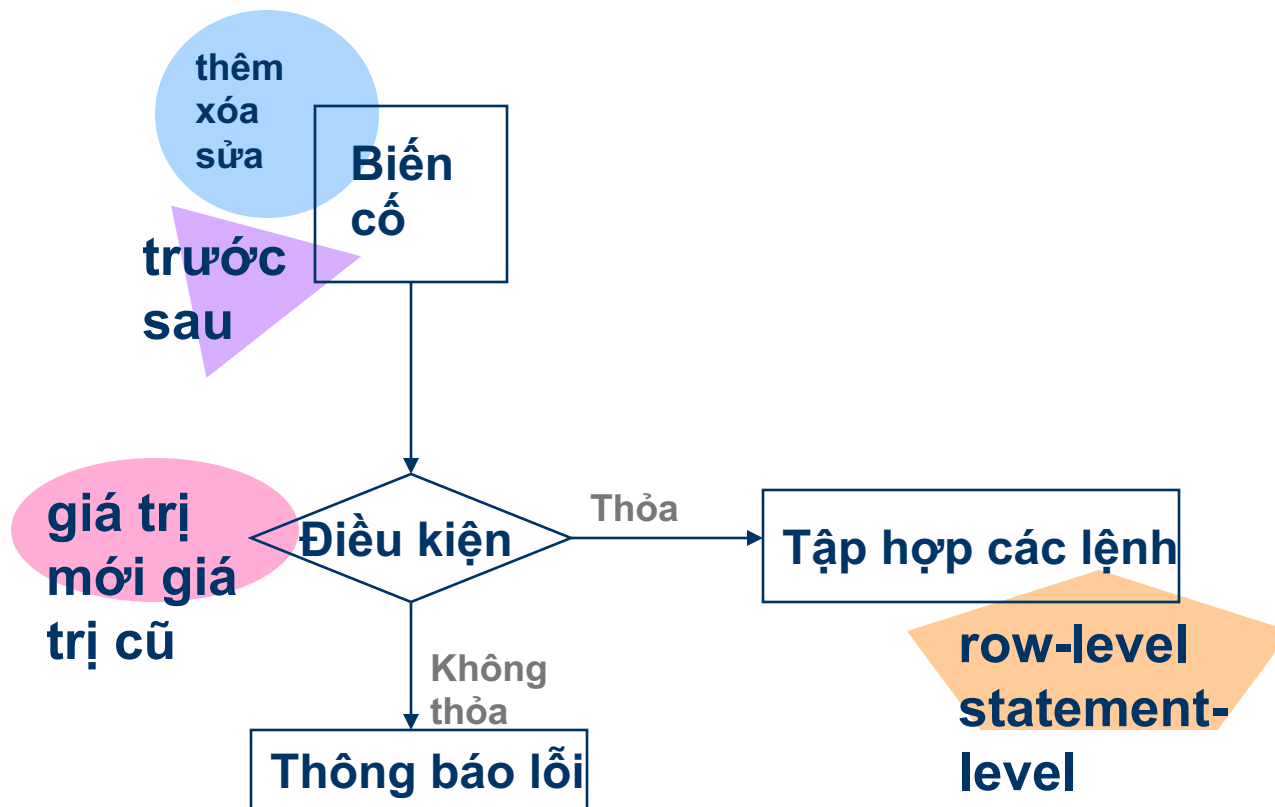 thêm
xóa
sửa
Biến
cố
trước
sau
giá trị
mới giá
trị cũ
Điều kiện
Thỏa
Tập hợp các lệnh
row-level
statement-
level
Không
thỏa
Thông báo lỗi